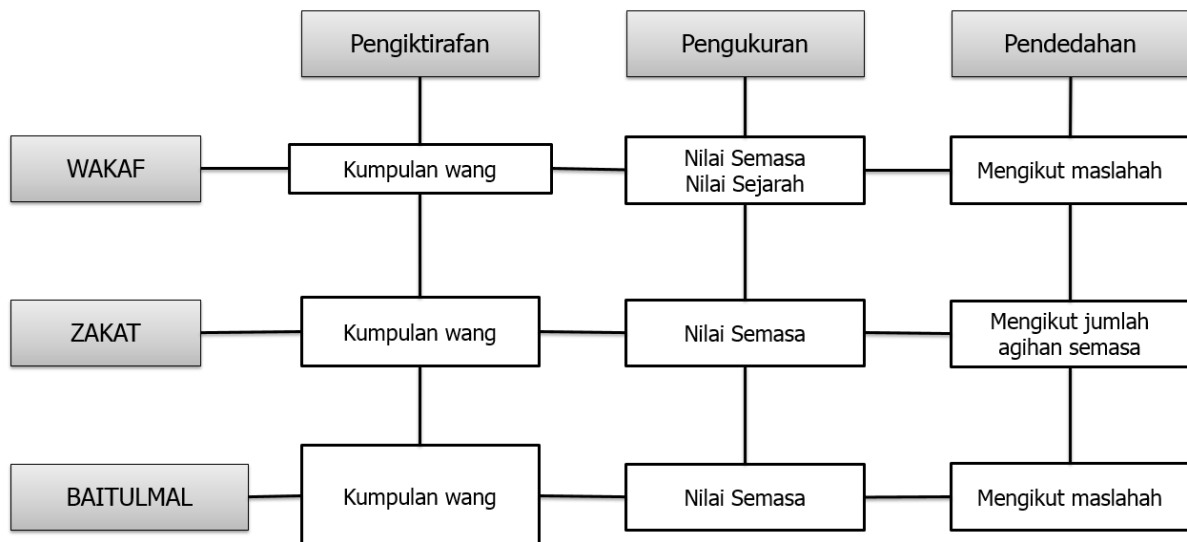 Pengiktirafan
Pengukuran
Pendedahan
WAKAF
Kumpulan wang
Nilai Semasa
Nilai Sejarah
Mengikut maslahah
ZAKAT
Kumpulan wang
Nilai Semasa
Mengikut jumlah
agihan semasa
BAITULMAL
Kumpulan wang
Nilai Semasa
Mengikut maslahah